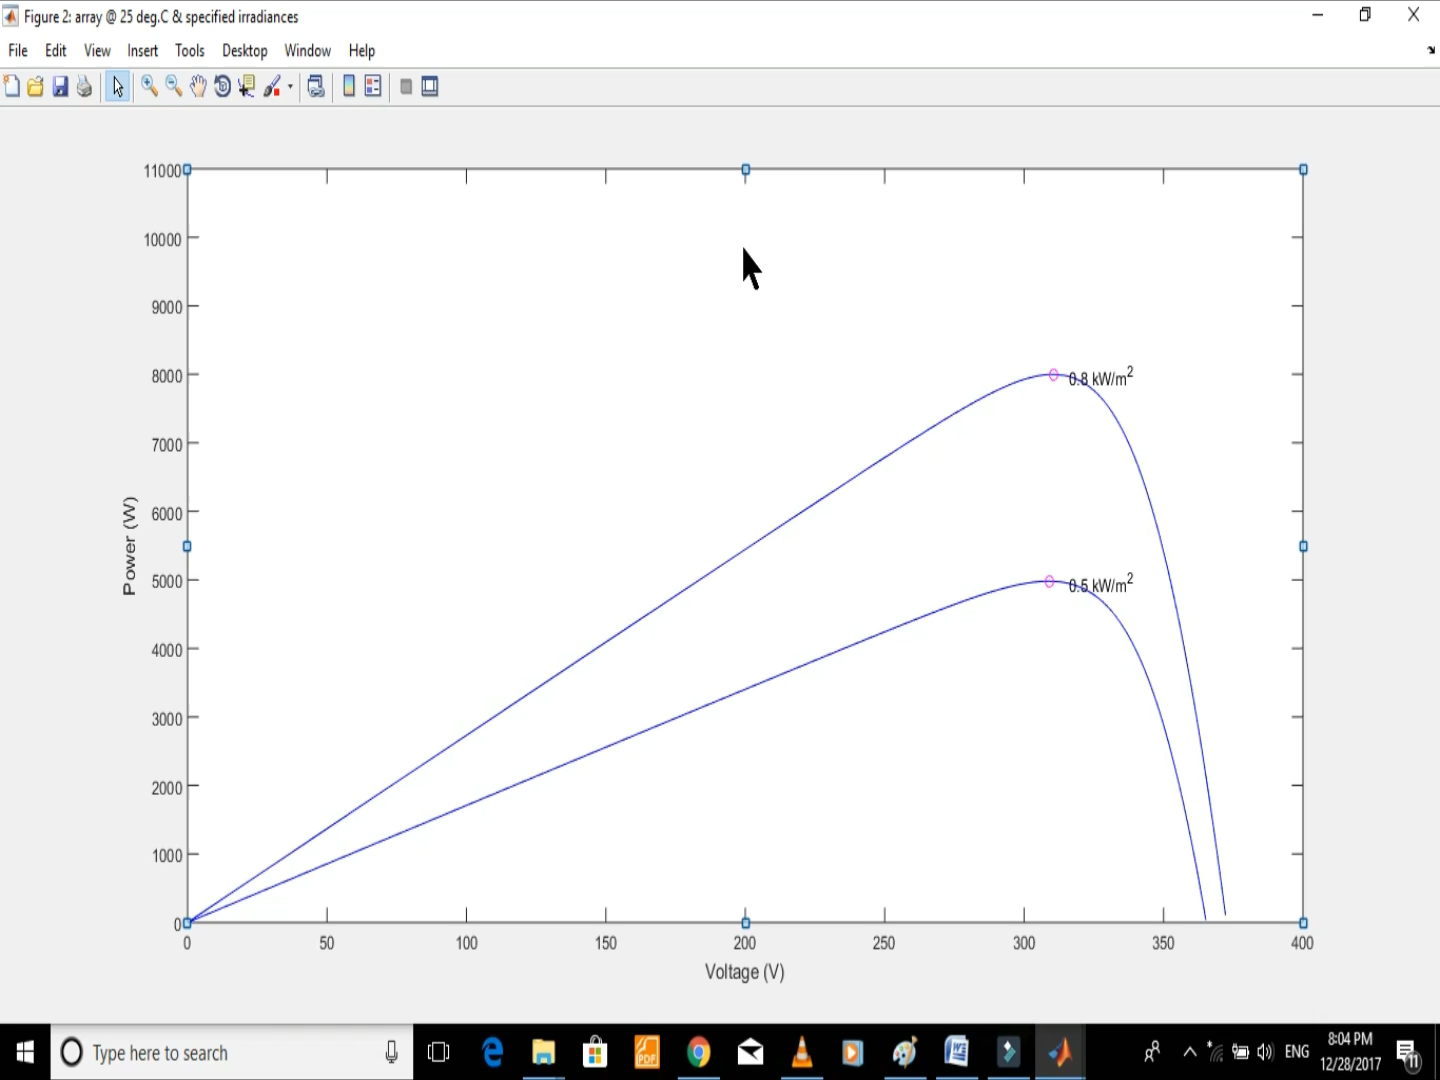 Figure 2: array @ 25 deg.C & specified irradiances
File Edit View Insert Tools Desktop Window Help
11000
10000
9000
8000
0.8 kW/m²
7000
Power (W)
6000
5000
0.5 kW/m²
4000
3000
2000
1000
0
0 50 100 150 200 250 300 350 400
Voltage (V)
Type here to search
PDF
ENG
8:04 PM
12/28/2017
11